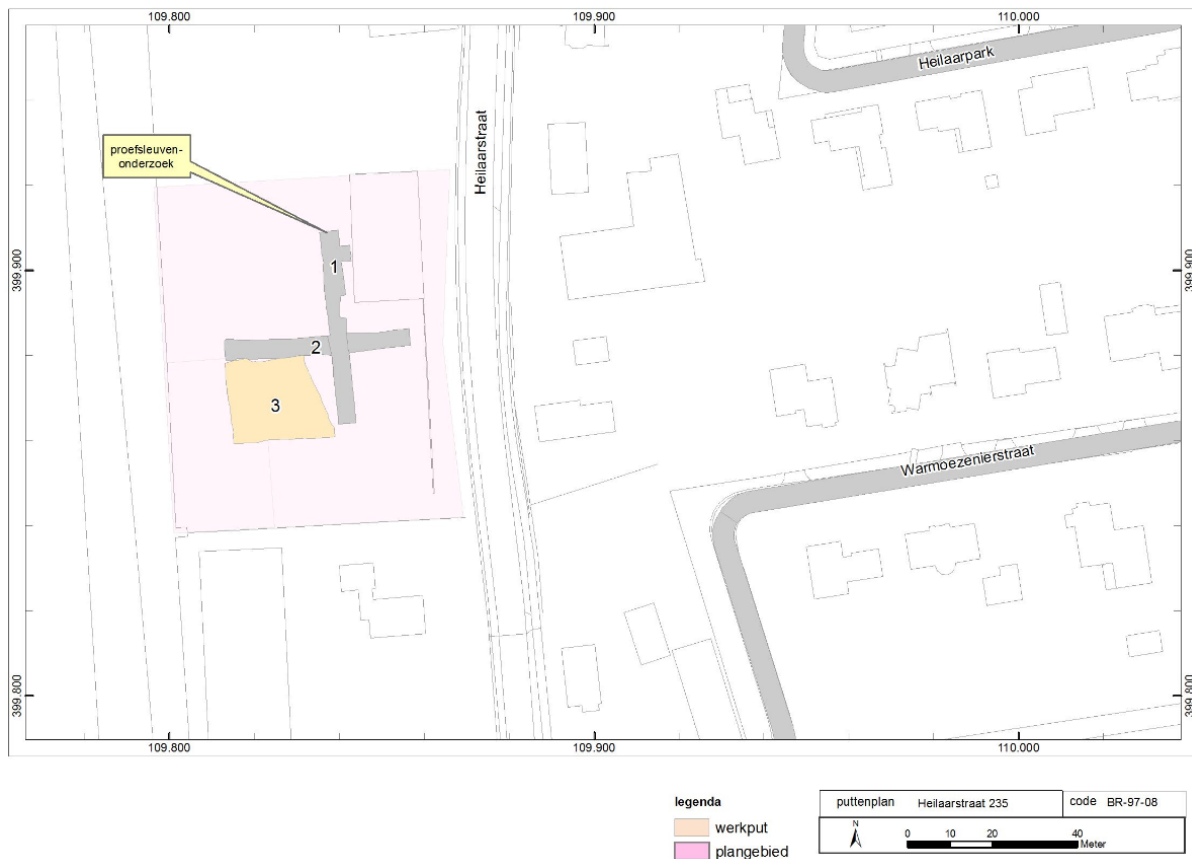 109.800
109.900
110.000
Heilaarpark
Heilaarstraat
proefsleuven-
onderzoek
399.900
399.900
1
2
3
Warmoezenierstraat
399.800
399.800
109.800
109.900
110.000
legenda
werkput
plangebied
puttenplan Heilaarstraat 235 code BR-97-08
N
0 10 20 40
Meter